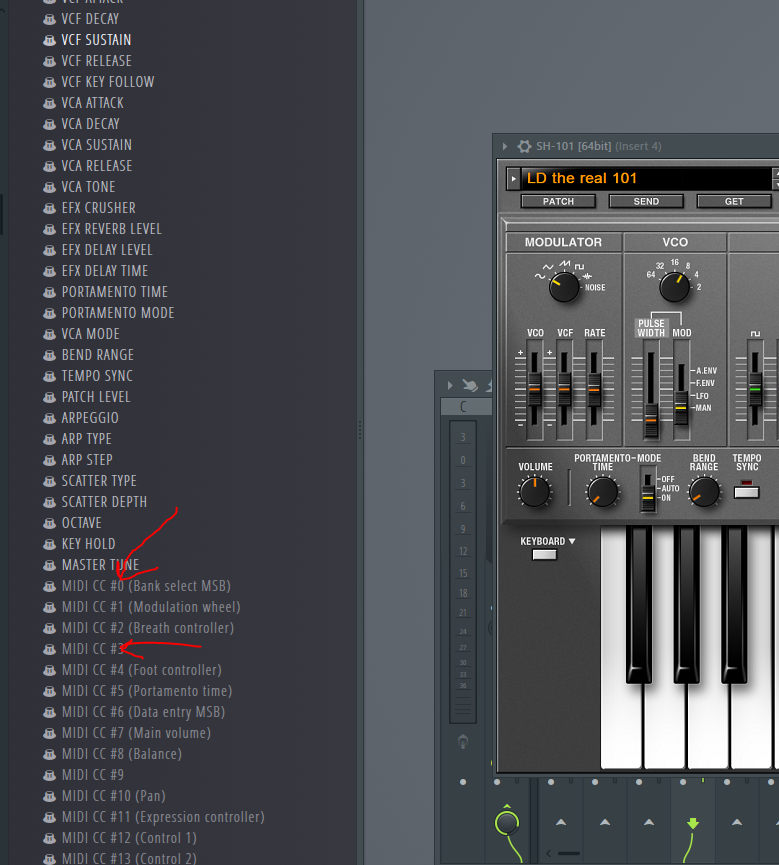 VCF DECAY
VCF SUSTAIN
VCF RELEASE
VCF KEY FOLLOW
VCA ATTACK
VCA DECAY
VCA SUSTAIN
VCA RELEASE
VCA TONE
EFX CRUSHER
EFX REVERB LEVEL
EFX DELAY LEVEL
EFX DELAY TIME
PORTAMENTO TIME
PORTAMENTO MODE
VCA MODE
BEND RANGE
TEMPO SYNC
PATCH LEVEL
ARPEGGIO
ARP TYPE
ARP STEP
SCATTER TYPE
SCATTER DEPTH
OCTAVE
KEY HOLD
MASTER TUNE
MIDI CC #0 (Bank select MSB)
MIDI CC #1 (Modulation wheel)
MIDI CC #2 (Breath controller)
MIDI CC #3
MIDI CC #4 (Foot controller)
MIDI CC #5 (Portamento time)
MIDI CC #6 (Data entry MSB)
MIDI CC #7 (Main volume)
MIDI CC #8 (Balance)
MIDI CC #9
MIDI CC #10 (Pan)
MIDI CC #11 (Expression controller)
MIDI CC #12 (Control 1)
MIDI CC #13 (Control 2)
SH-101 [64bit] (Insert 4)
LD the real 101
PATCH SEND GET
MODULATOR VCO
NOISE
64 32 16 8 4 2
VCO VCF RATE
PULSE WIDTH MOD
A.ENV
F.ENV
LFO
MAN
VOLUME
PORTAMENTO TIME MODE
OFF
AUTO
ON
BEND RANGE
TEMPO SYNC
KEYBOARD
C
3
0
3
6
9
12
15
18
21
24
27
30
33
36